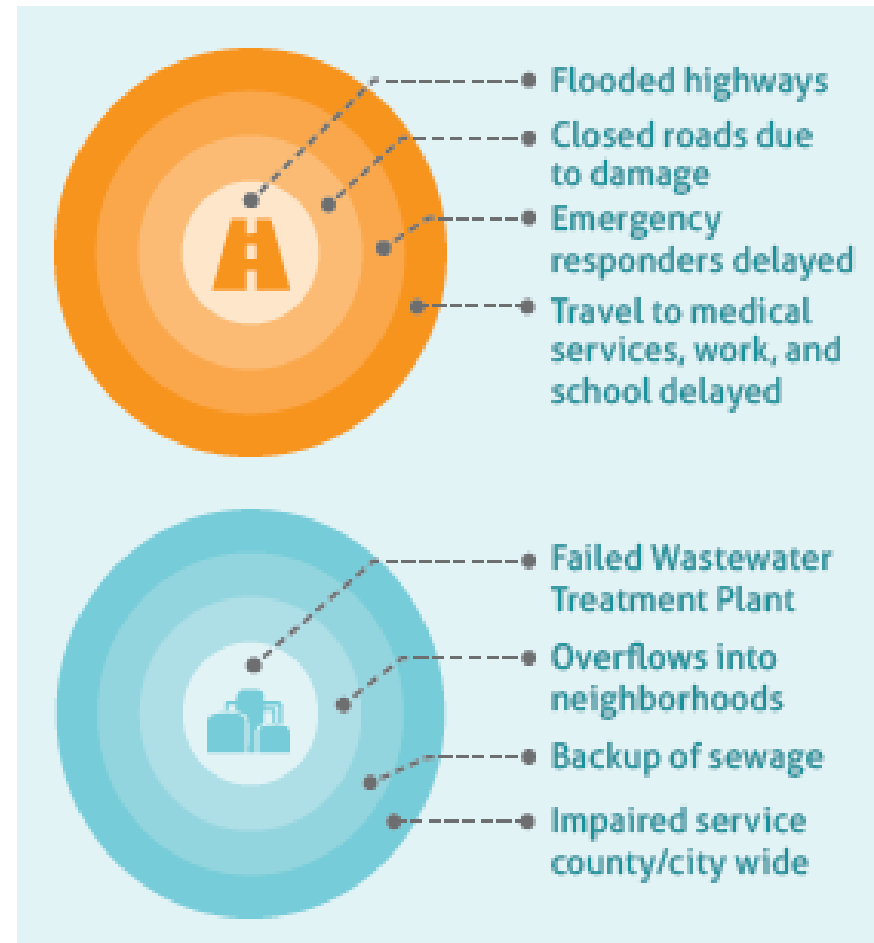 Flooded highways
Closed roads due
to damage
Emergency
responders delayed
Travel to medical
services, work, and
school delayed
Failed Wastewater
Treatment Plant
Overflows into
neighborhoods
Backup of sewage
Impaired service
county/city wide